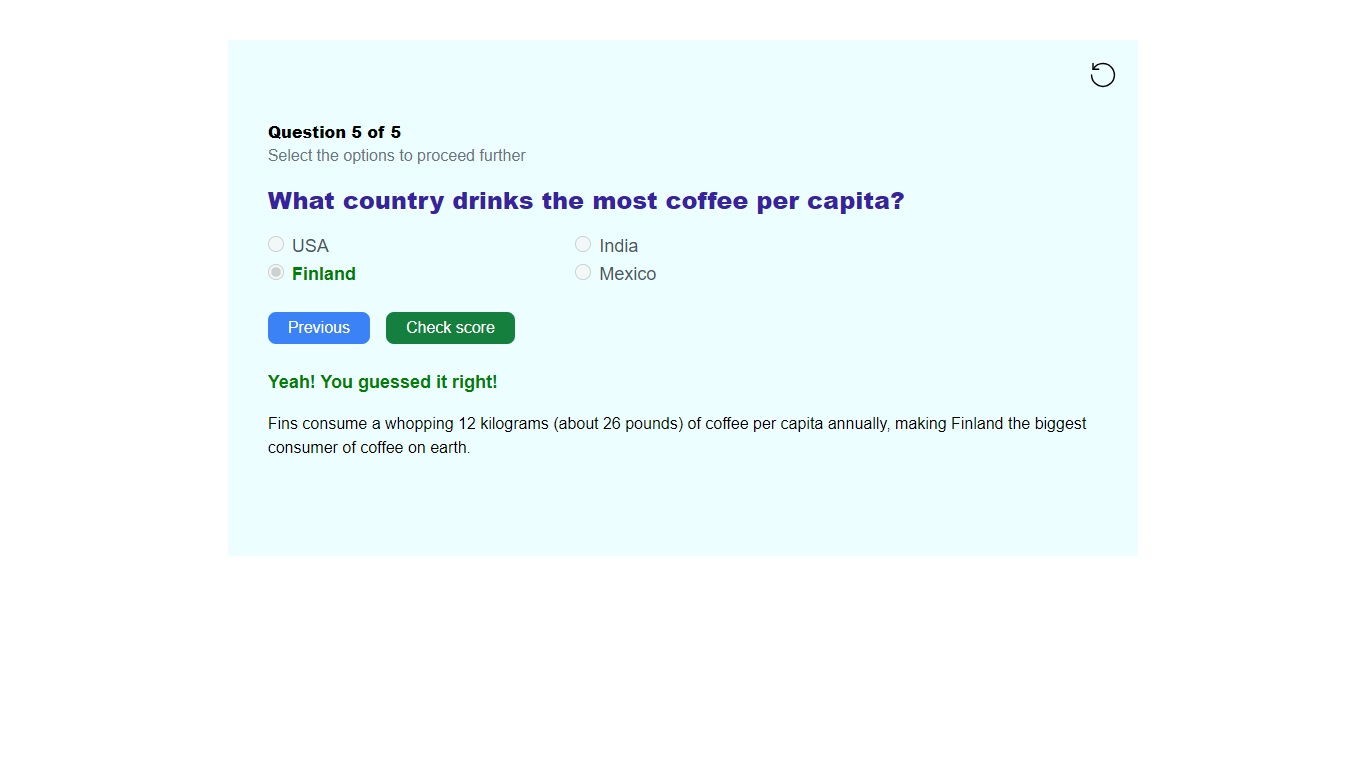 Question 5 of 5
Select the options to proceed further
What country drinks the most coffee per capita?
USA
India
Finland
Mexico
Previous
Check score
Yeah! You guessed it right!
Fins consume a whopping 12 kilograms (about 26 pounds) of coffee per capita annually, making Finland the biggest
consumer of coffee on earth.